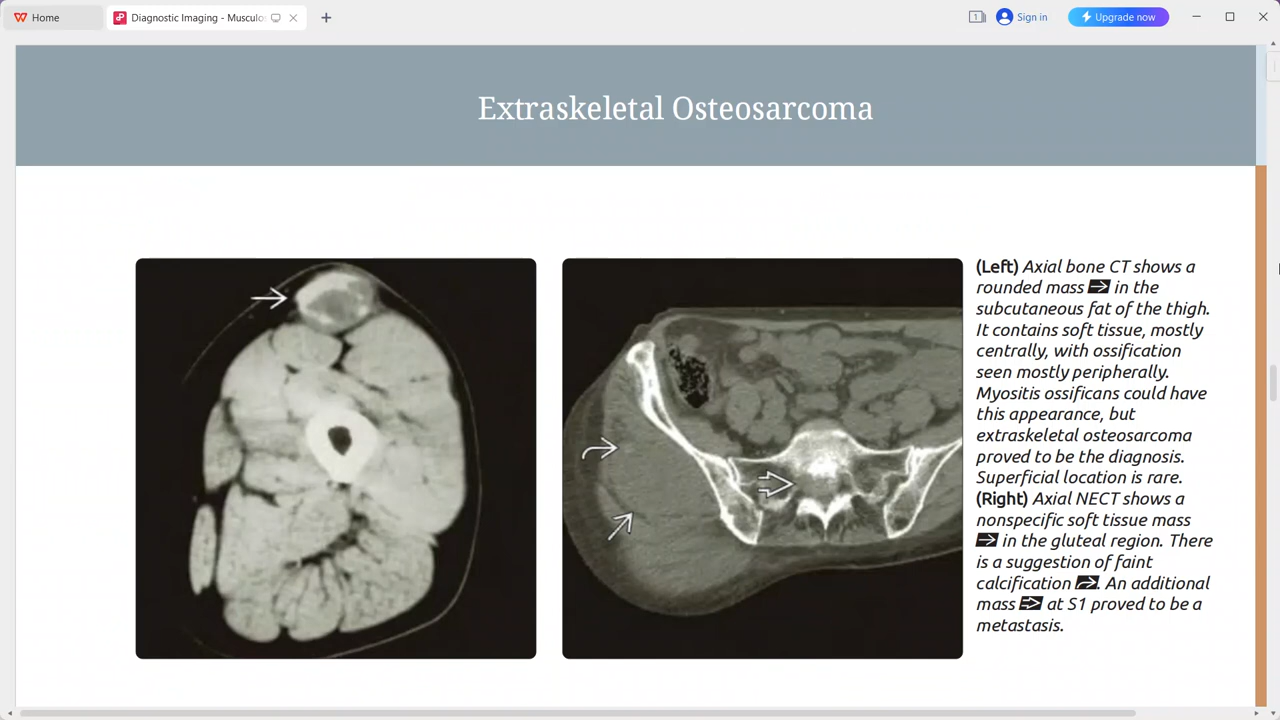 Home
Diagnostic Imaging - Musculo
1
Sign in
Upgrade now
Extraskeletal Osteosarcoma
(Left) Axial bone CT shows a
rounded mass in the
subcutaneous fat of the thigh.
It contains soft tissue, mostly
centrally, with ossification
seen mostly peripherally.
Myositis ossificans could have
this appearance, but
extraskeletal osteosarcoma
proved to be the diagnosis.
Superficial location is rare.
(Right) Axial NECT shows a
nonspecific soft tissue mass
in the gluteal region. There
is a suggestion of faint
calcification . An additional
mass at S1 proved to be a
metastasis.